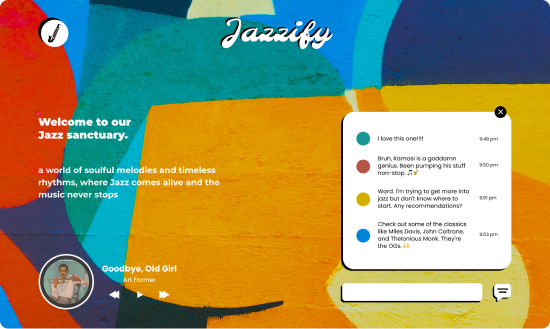 Jazzify
Welcome to our
Jazz sanctuary.
a world of soulful melodies and timeless
rhythms, where Jazz comes alive and the
music never stops
I love this one!!!!
9:48 pm
Bruh, Kamasi is a goddamn
genius. Been pumping his stuff
non-stop. 🎵🎷
9:50 pm
Word. I'm trying to get more into
jazz but don't know where to
start. Any recommendations?
9:51 pm
Check out some of the classics
like Miles Davis, John Coltrane,
and Thelonious Monk. They're
the OGs. 🙌
9:53 pm
Goodbye, Old Girl
Art Farmer